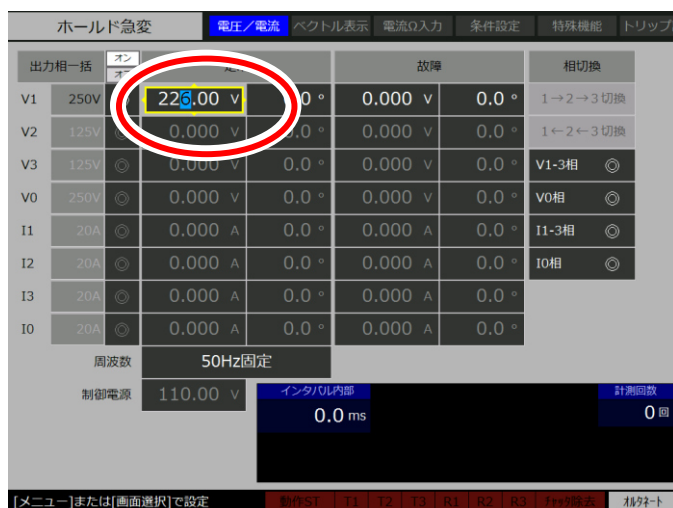 ホールド急変 電圧／電流 ベクトル表示 電流Ω入力 条件設定 特殊機能 トリップ
出力相一括 オン 故障 相切換
V1 250V 226.00 V 0 ° 0.000 V 0.0 ° 1→2→3切換
V2 125V 0.000 V 0.0 ° 0.000 V 0.0 ° 1←2←3切換
V3 125V 0.000 V 0.0 ° 0.000 V 0.0 ° V1-3相
V0 250V 0.000 V 0.0 ° 0.000 V 0.0 ° V0相
I1 20A 0.000 A 0.0 ° 0.000 A 0.0 ° I1-3相
I2 20A 0.000 A 0.0 ° 0.000 A 0.0 ° I0相
I3 20A 0.000 A 0.0 ° 0.000 A 0.0 °
I0 20A 0.000 A 0.0 ° 0.000 A 0.0 °
周波数 50Hz固定
制御電源 110.00 V インタバル内部 計測回数
0.0 ms 0 回
[メニュー]または[画面選択]で設定 動作ST T1 T2 T3 R1 R2 R3 チャッタ除去 オルタネート